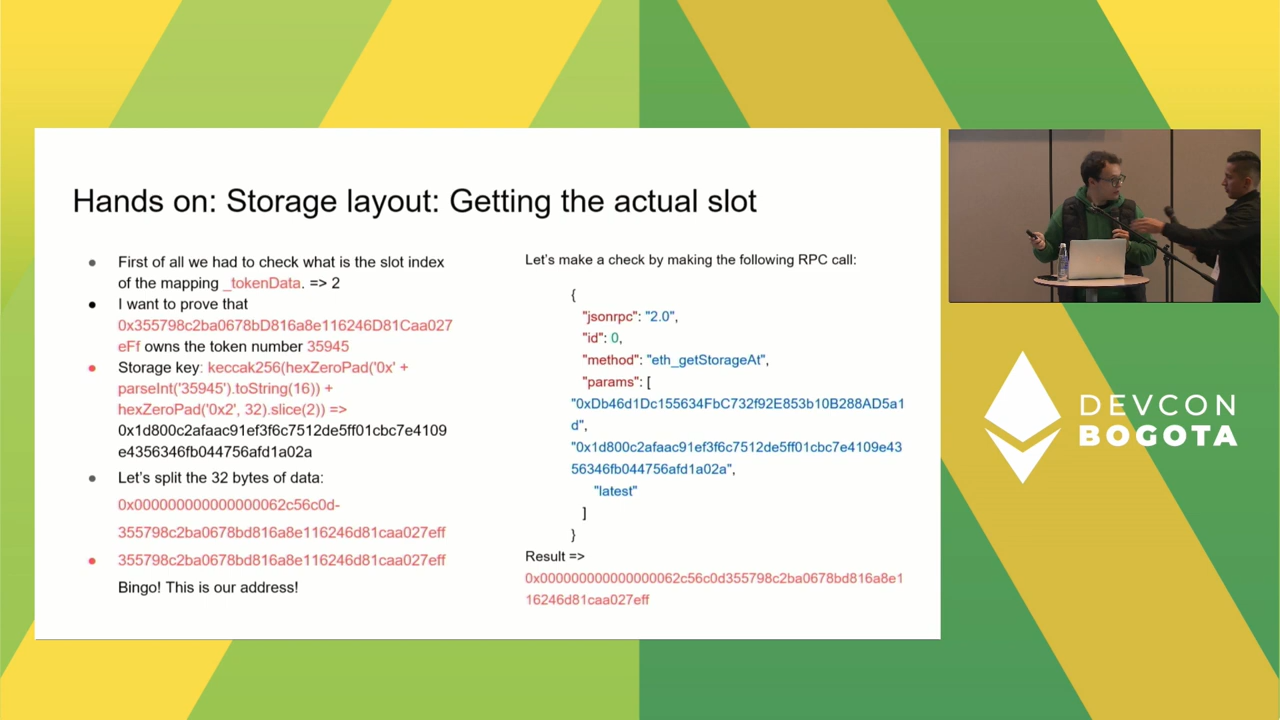 Hands on: Storage layout: Getting the actual slot
First of all we had to check what is the slot index
of the mapping _tokenData. => 2
I want to prove that
0x355798c2ba0678bD816a8e116246D81Caa027
eFf owns the token number 35945
Storage key: keccak256(hexZeroPad('0x' +
parseInt('35945').toString(16)) +
hexZeroPad('0x2', 32).slice(2)) =>
0x1d800c2afaac91ef3f6c7512de5ff01cbc7e4109
e4356346fb044756afd1a02a
Let's split the 32 bytes of data:
0x000000000000000062c56c0d-
355798c2ba0678bd816a8e116246d81caa027eff
355798c2ba0678bd816a8e116246d81caa027eff
Bingo! This is our address!
Let's make a check by making the following RPC call:
{
"jsonrpc": "2.0",
"id": 0,
"method": "eth_getStorageAt",
"params": [
"0xDb46d1Dc155634FbC732f92E853b10B288AD5a1
d",
"0x1d800c2afaac91ef3f6c7512de5ff01cbc7e4109e43
56346fb044756afd1a02a",
"latest"
]
}
Result =>
0x000000000000000062c56c0d355798c2ba0678bd816a8e1
16246d81caa027eff
DEVCON
BOGOTA